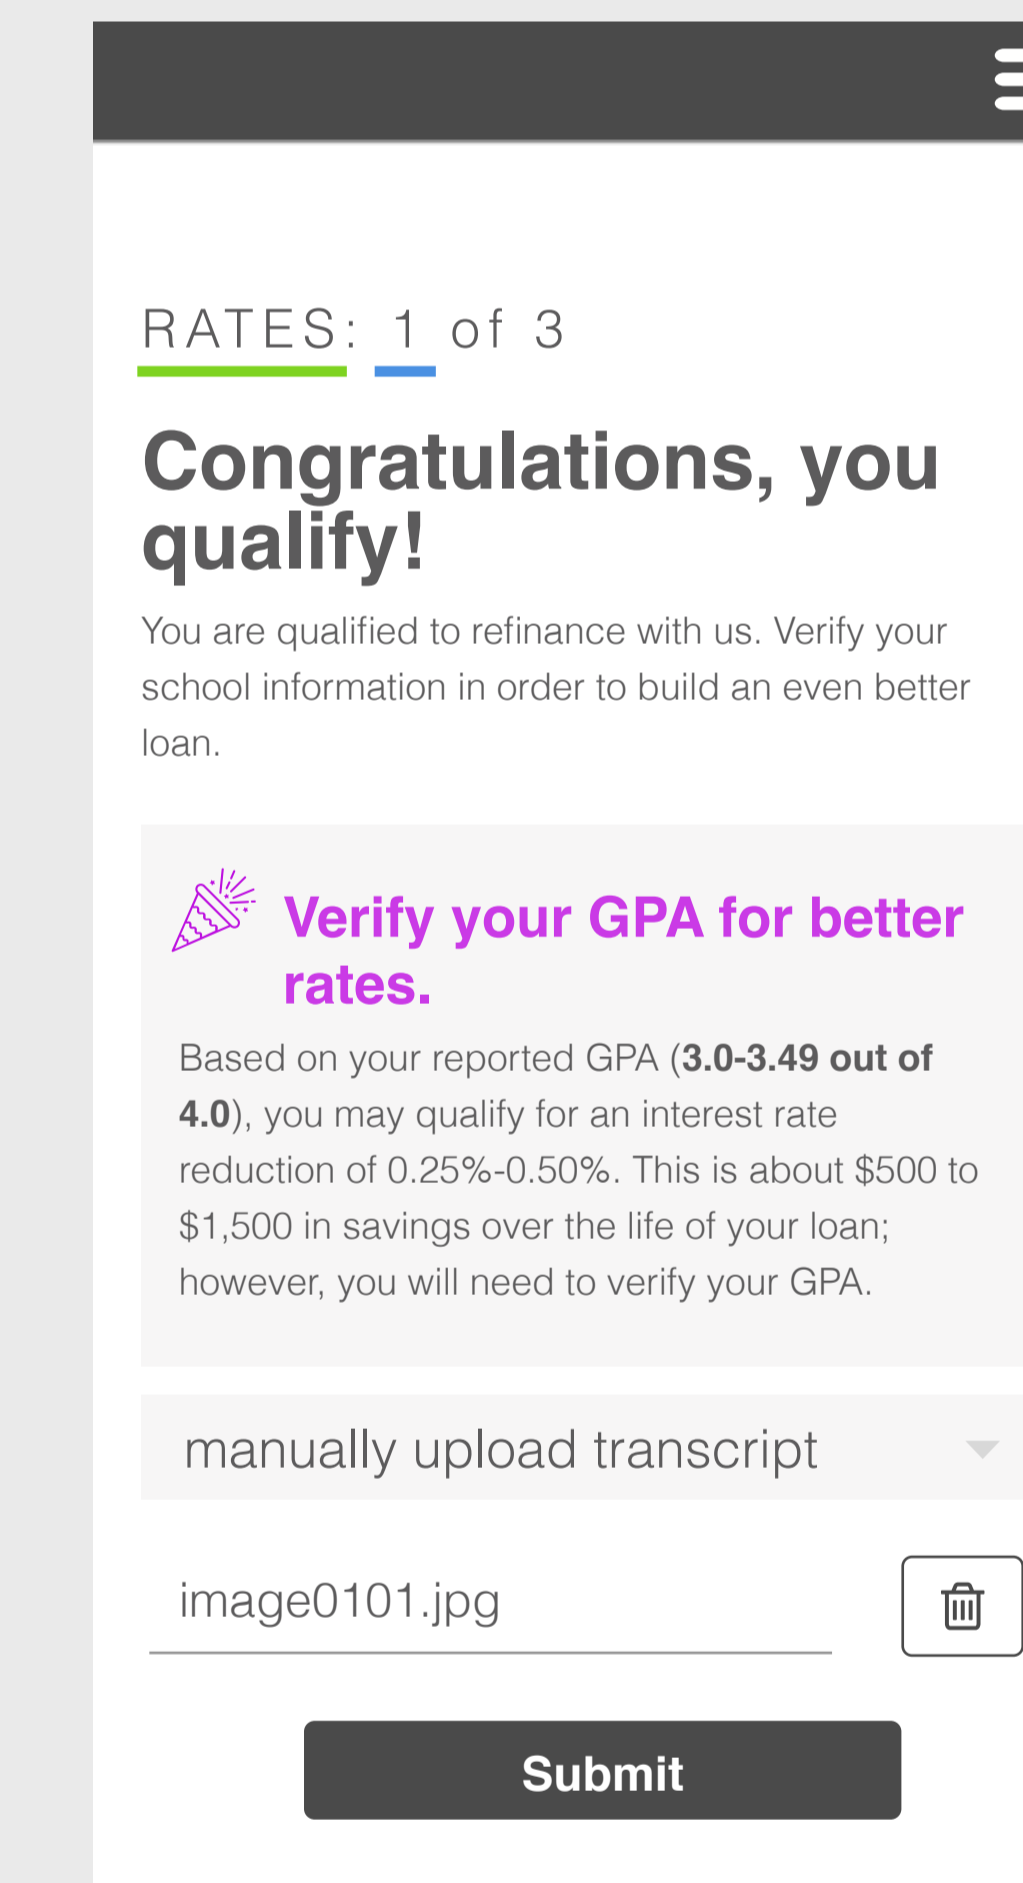 RATES: 1 of 3
Congratulations, you
qualify!
You are qualified to refinance with us. Verify your
school information in order to build an even better
loan.
Verify your GPA for better
rates.
Based on your reported GPA (3.0-3.49 out of
4.0), you may qualify for an interest rate
reduction of 0.25%-0.50%. This is about $500 to
$1,500 in savings over the life of your loan;
however, you will need to verify your GPA.
manually upload transcript
image0101.jpg
Submit